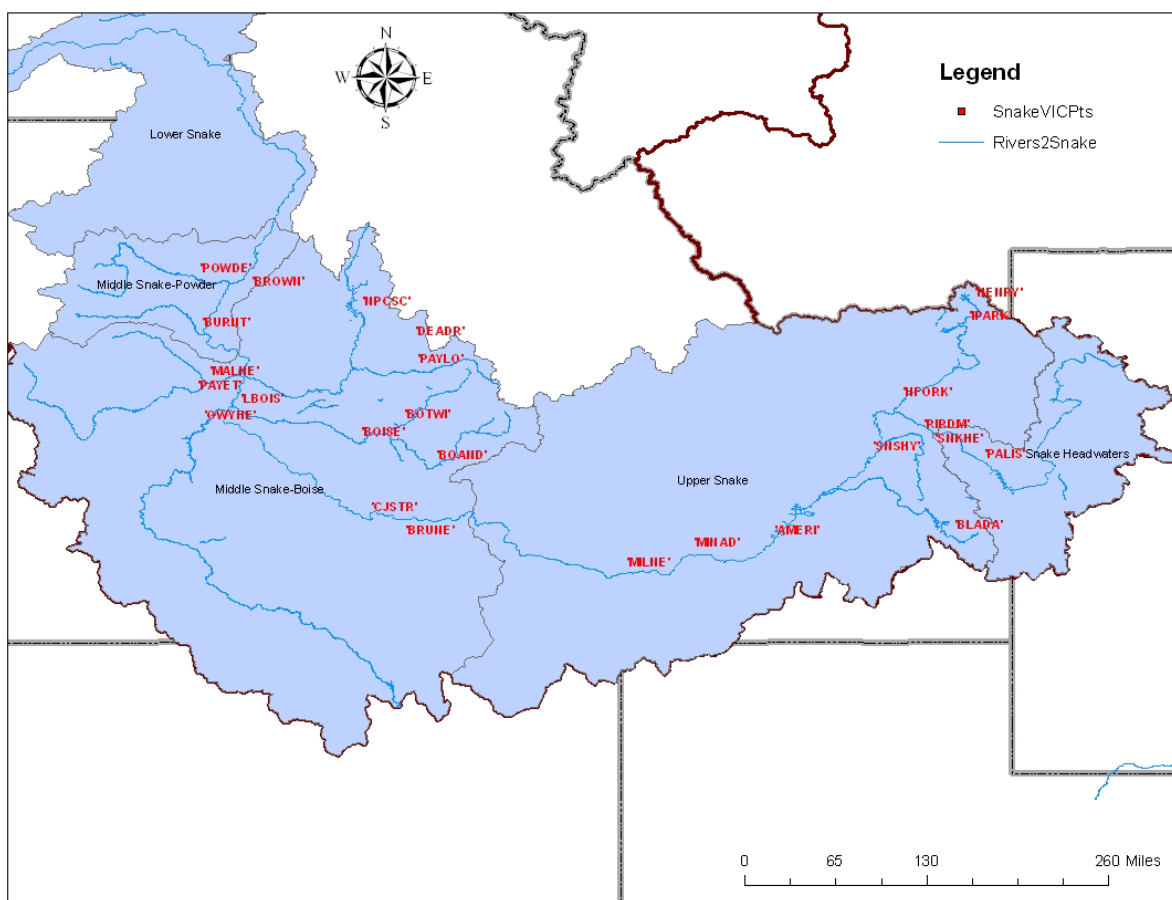 N
W E
S
Legend
SnakeVICPts
Rivers2Snake
Lower Snake
'POWDE'
'BROWN'
Middle Snake-Powder
'HENRY'
'NPCSC'
'IPARK'
'BURNT'
'DEADR'
'PAYLO'
'MALHE'
'PAYET'
'LBOIS'
'HFORK'
'OWYHE'
'BOTWI'
'RIRDM'
'BOISE'
'SNKHE'
'SNSHY'
'BOAND'
'PALIS'
Snake Headwaters
Upper Snake
Middle Snake-Boise
'CJSTR'
'BRUNE'
'AMERI'
'BLADA'
'MINAD'
'MILNE'
0 65 130 260 Miles